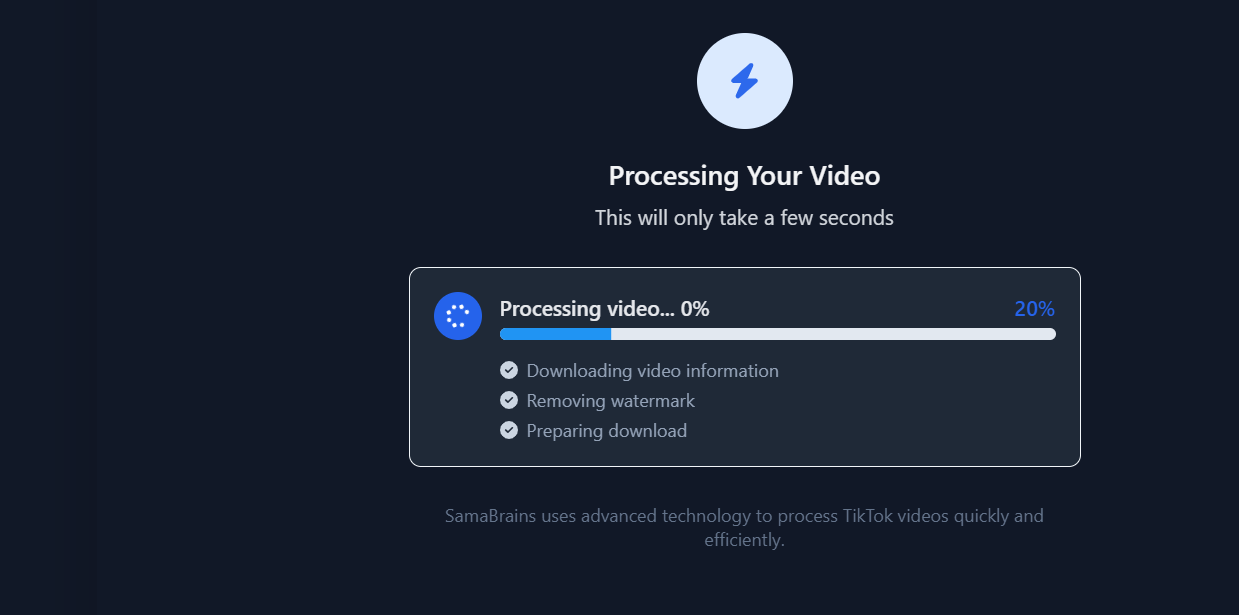 Processing Your Video
This will only take a few seconds
Processing video... 0%
20%
Downloading video information
Removing watermark
Preparing download
SamaBrains uses advanced technology to process TikTok videos quickly and
efficiently.